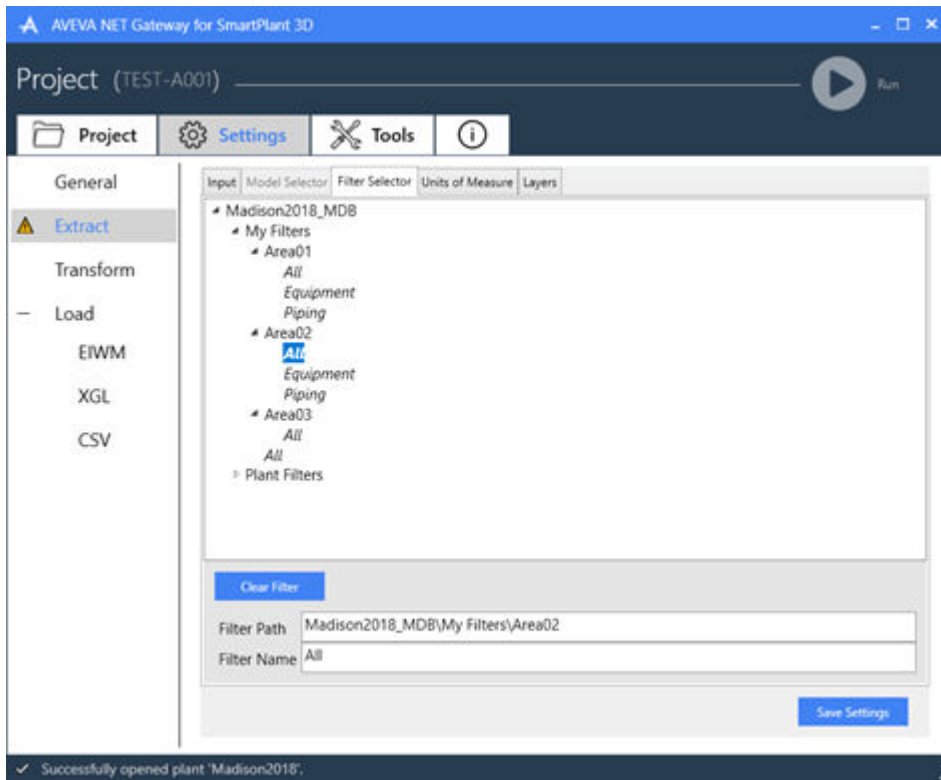 AVEVA NET Gateway for SmartPlant 3D
Project (TEST-A001)
Run
Project
Settings
Tools
General
Extract
Transform
Load
EIWM
XGL
CSV
Input Model Selector Filter Selector Units of Measure Layers
Madison2018_MDB
My Filters
Area01
All
Equipment
Piping
Area02
All
Equipment
Piping
Area03
All
All
Plant Filters
Clear Filter
Filter Path Madison2018_MDB\My Filters\Area02
Filter Name All
Save Settings
Successfully opened plant 'Madison2018'.